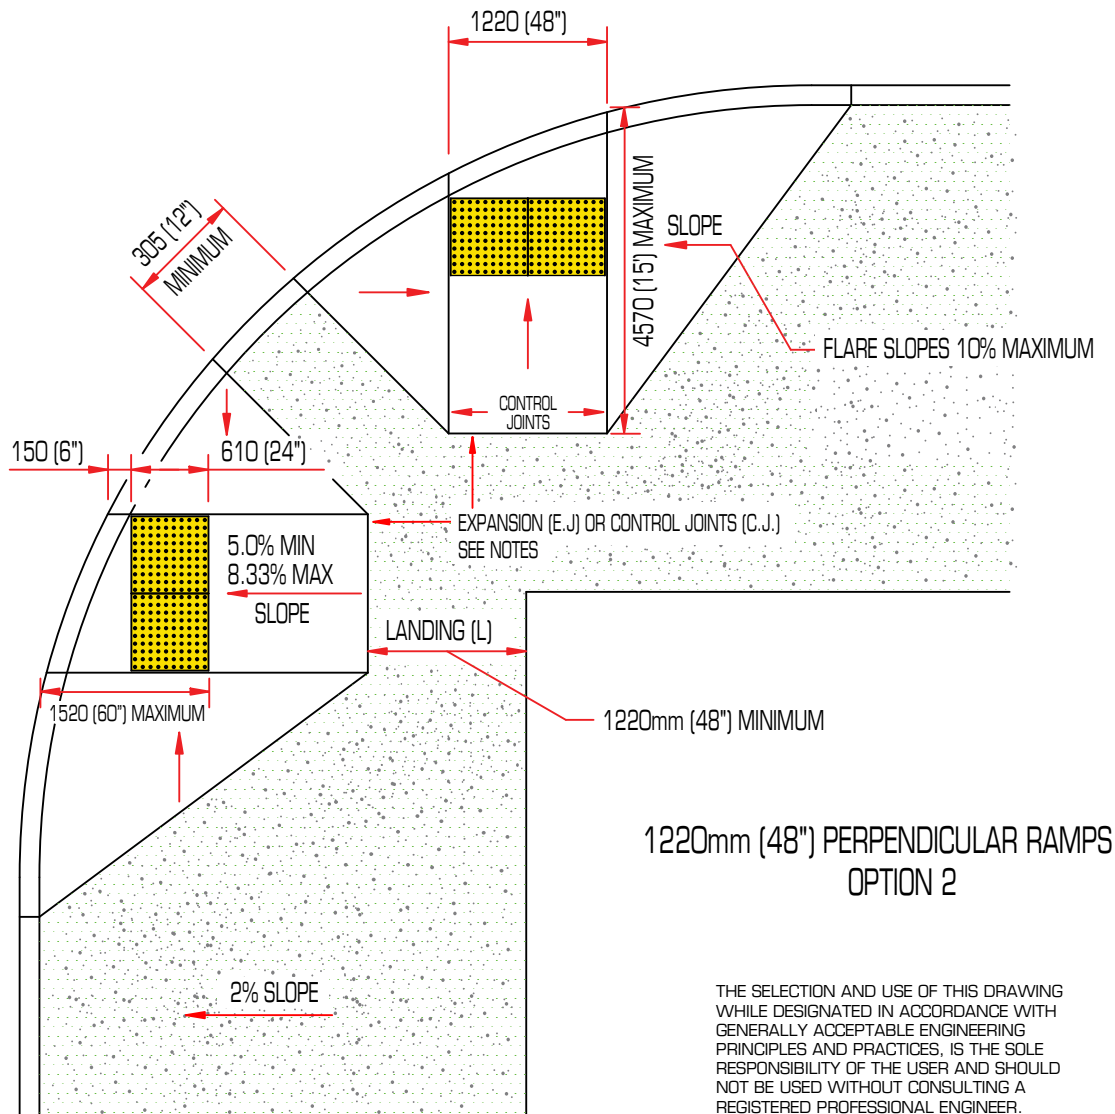 1220 (48")
305 (12")
MINIMUM
4570 (15') MAXIMUM
SLOPE
FLARE SLOPES 10% MAXIMUM
CONTROL
JOINTS
150 (6")
610 (24")
EXPANSION (E.J) OR CONTROL JOINTS (C.J.)
SEE NOTES
5.0% MIN
8.33% MAX
SLOPE
LANDING (L)
1520 (60") MAXIMUM
1220mm (48") MINIMUM
1220mm (48") PERPENDICULAR RAMPS
OPTION 2
2% SLOPE
THE SELECTION AND USE OF THIS DRAWING
WHILE DESIGNATED IN ACCORDANCE WITH
GENERALLY ACCEPTABLE ENGINEERING
PRINCIPLES AND PRACTICES, IS THE SOLE
RESPONSIBILITY OF THE USER AND SHOULD
NOT BE USED WITHOUT CONSULTING A
REGISTERED PROFESSIONAL ENGINEER.